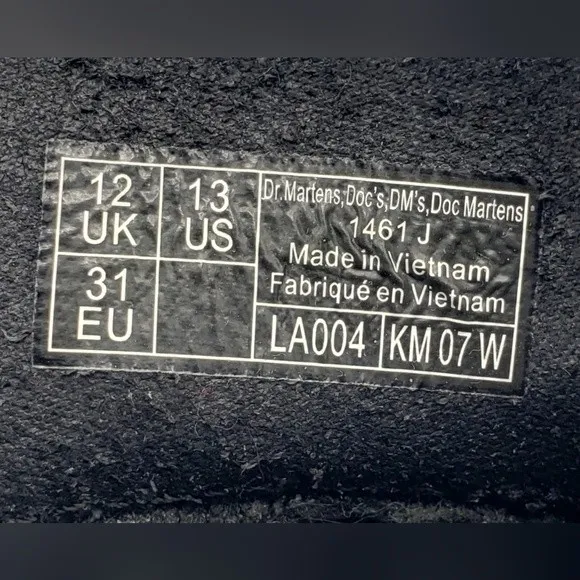 12
UK
13
US
31
EU
Dr.Martens,Doc's,DM's,Doc Martens
1461 J
Made in Vietnam
Fabriqué en Vietnam
LA004
KM 07 W